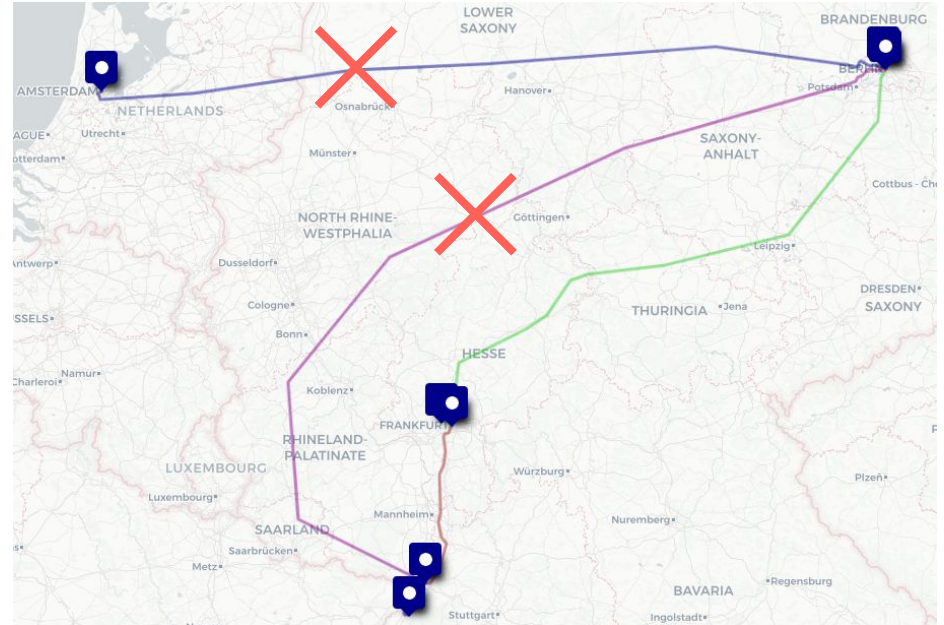 LOWER
SAXONY
BRANDENBURG
AMSTERDAM
BERLIN
Potsdam
NETHERLANDS
Osnabrück
Hanover
AGUE
Utrecht
SAXONY-
ANHALT
otterdam
Münster
Cottbus - Che
NORTH RHINE-
WESTPHALIA
Göttingen
Leipzig
Antwerp
Dusseldorf
DRESDEN
SAXONY
SSELS
Cologne
THURINGIA
Jena
Bonn
HESSE
Namur
Charleroi
Koblenz
FRANKFURT
RHINELAND-
PALATINATE
LUXEMBOURG
Würzburg
Plzeň
Luxembourg
Mannheim
Nuremberg
SAARLAND
Saarbrücken
Metz
BAVARIA
Regensburg
Stuttgart
Ingolstadt